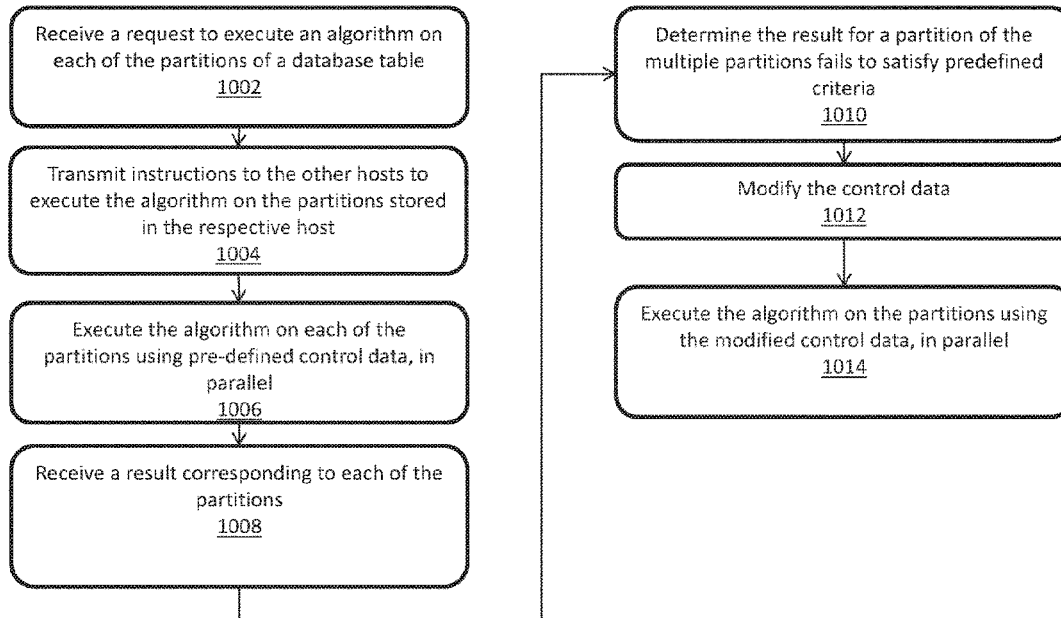 Receive a request to execute an algorithm on
each of the partitions of a database table
1002
Transmit instructions to the other hosts to
execute the algorithm on the partitions stored
in the respective host
1004
Execute the algorithm on each of the
partitions using pre-defined control data, in
parallel
1006
Receive a result corresponding to each of the
partitions
1008
Determine the result for a partition of the
multiple partitions fails to satisfy predefined
criteria
1010
Modify the control data
1012
Execute the algorithm on the partitions using
the modified control data, in parallel
1014